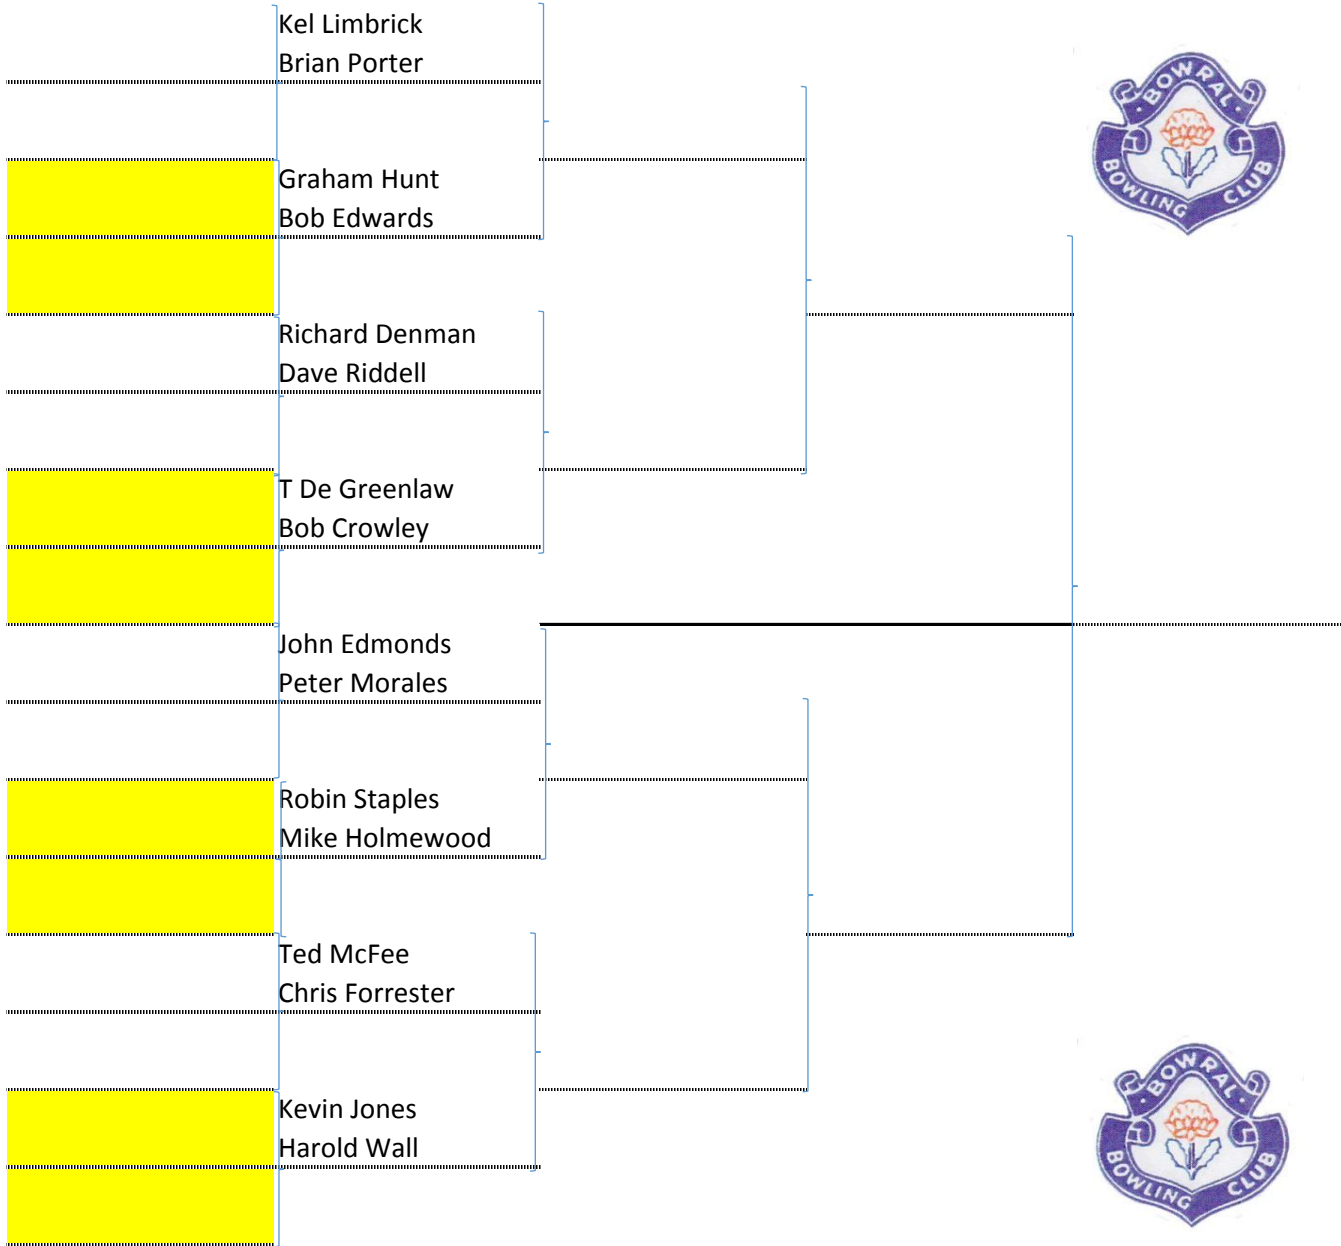 Kel Limbrick
Brian Porter
BOWRAL
BOWLING CLUB
Graham Hunt
Bob Edwards
Richard Denman
Dave Riddell
T De Greenlaw
Bob Crowley
John Edmonds
Peter Morales
Robin Staples
Mike Holmewood
Ted McFee
Chris Forrester
BOWRAL
BOWLING CLUB
Kevin Jones
Harold Wall